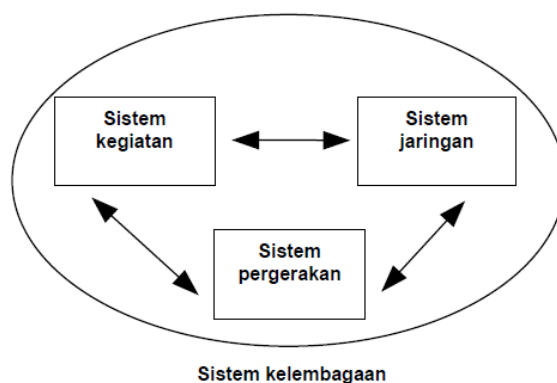 Sistem
kegiatan
Sistem
jaringan
Sistem
pergerakan
Sistem kelembagaan